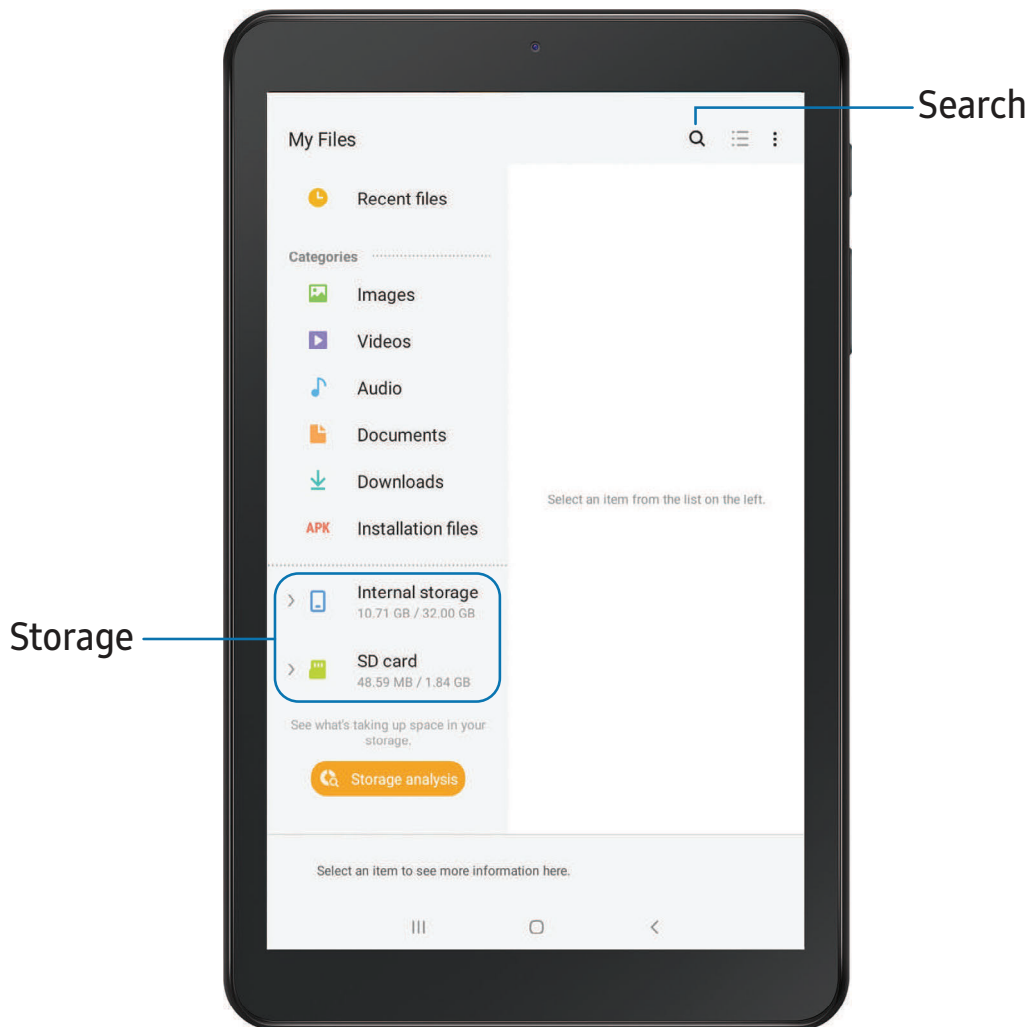 Search
My Files
Recent files
Categories
Images
Videos
Audio
Documents
Downloads
Select an item from the list on the left.
APK Installation files
Internal storage
10.71 GB / 32.00 GB
Storage
SD card
48.59 MB / 1.84 GB
See what's taking up space in your
storage.
Storage analysis
Select an item to see more information here.